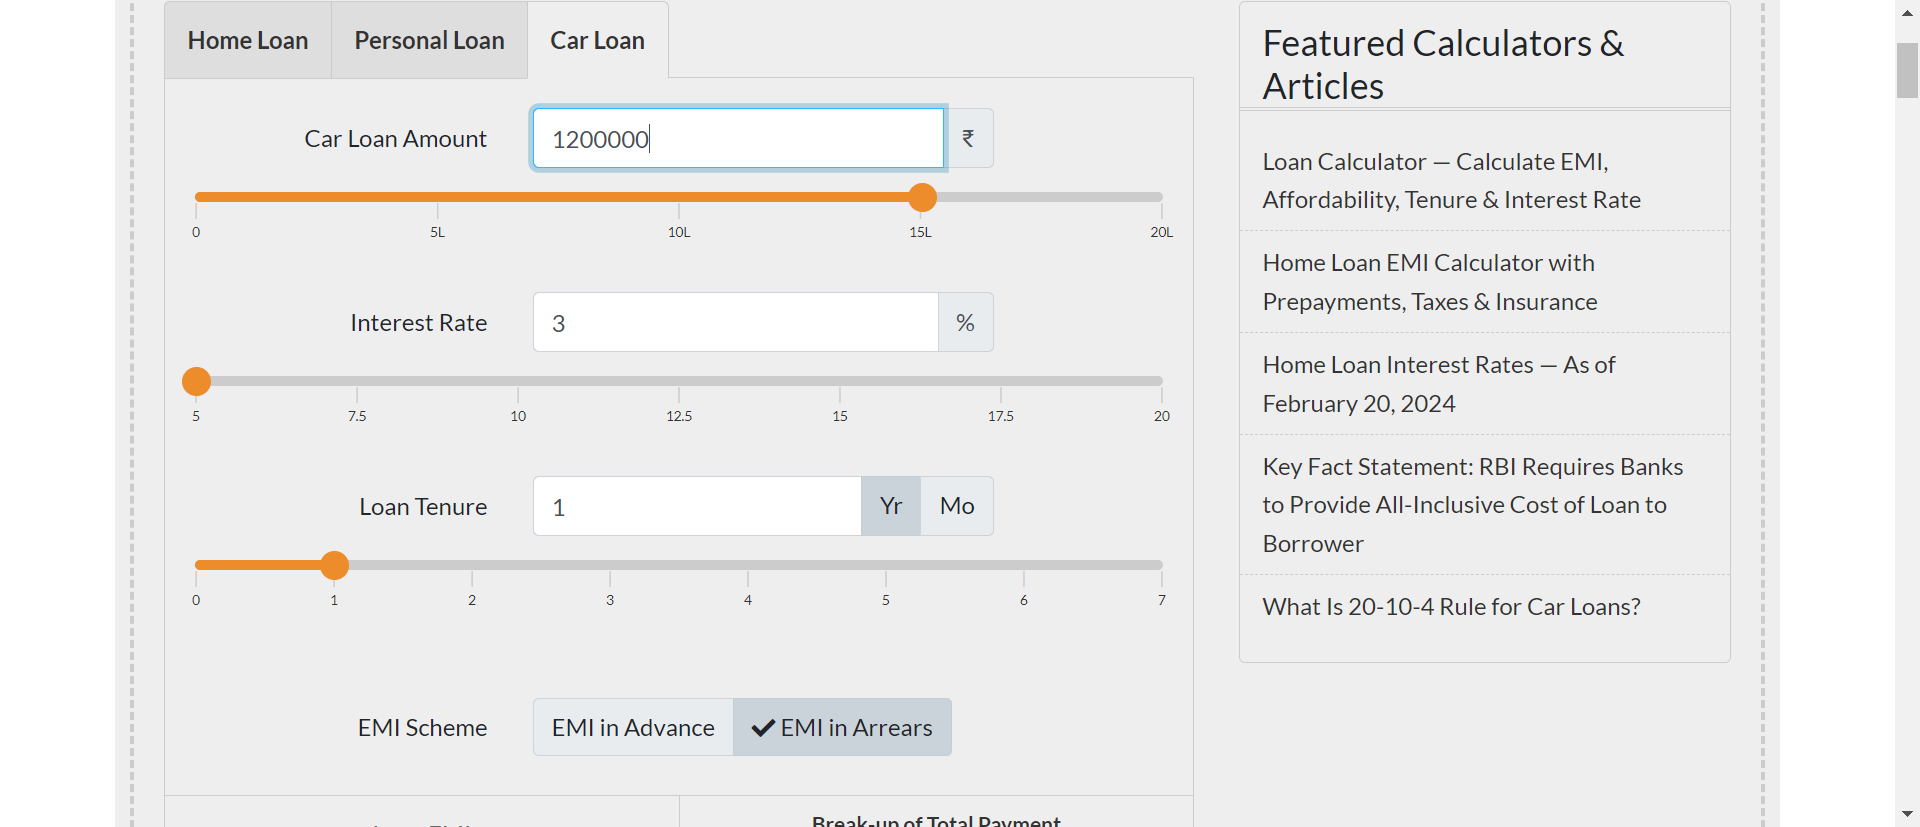 Home Loan
Personal Loan
Car Loan
Car Loan Amount
1200000
₹
0
5L
10L
15L
20L
Interest Rate
3
%
5
7.5
10
12.5
15
17.5
20
Loan Tenure
1
Yr
Mo
0
1
2
3
4
5
6
7
EMI Scheme
EMI in Advance
EMI in Arrears
Break-up of Total Payment
Featured Calculators &
Articles
Loan Calculator — Calculate EMI,
Affordability, Tenure & Interest Rate
Home Loan EMI Calculator with
Prepayments, Taxes & Insurance
Home Loan Interest Rates — As of
February 20, 2024
Key Fact Statement: RBI Requires Banks
to Provide All-Inclusive Cost of Loan to
Borrower
What Is 20-10-4 Rule for Car Loans?